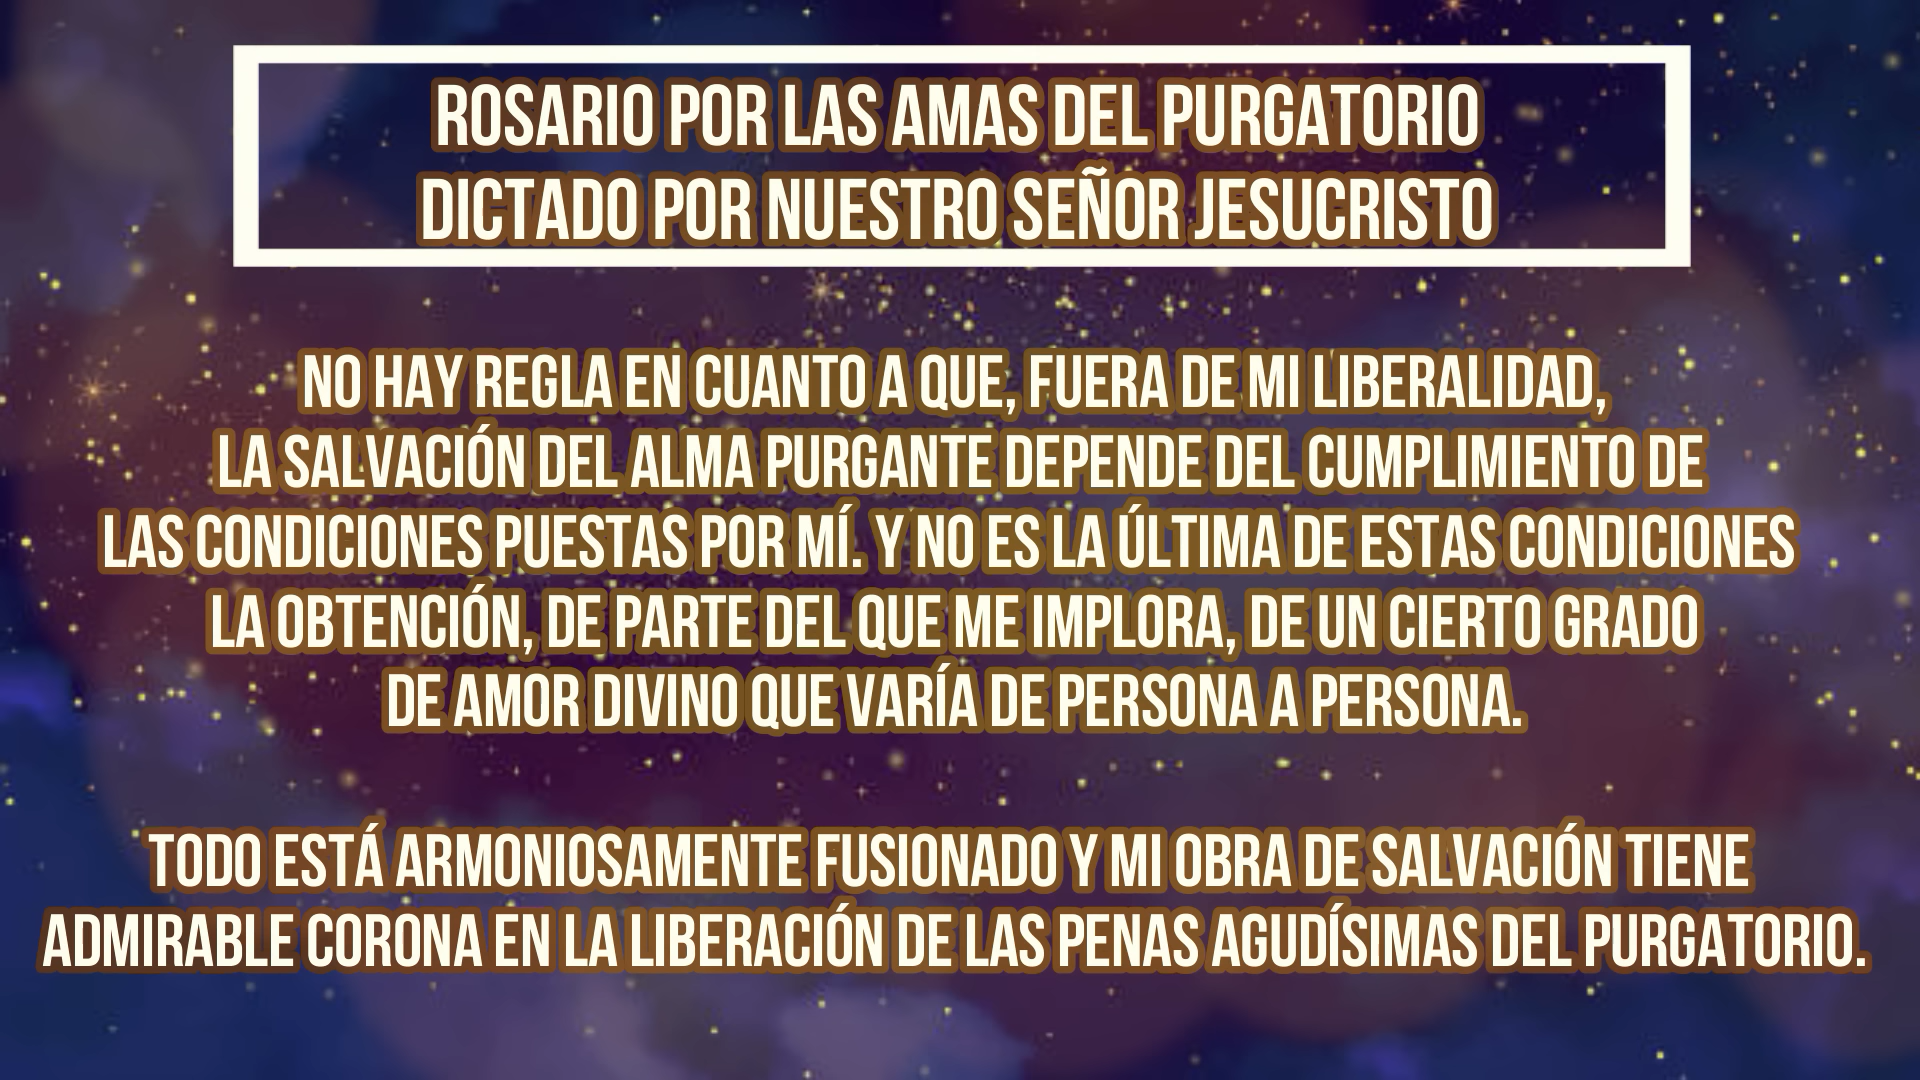 ROSARIO POR LAS AMAS DEL PURGATORIO
DICTADO POR NUESTRO SEÑOR JESUCRISTO
NO HAY REGLA EN CUANTO A QUE, FUERA DE MI LIBERALIDAD,
LA SALVACIÓN DEL ALMA PURGANTE DEPENDE DEL CUMPLIMIENTO DE
LAS CONDICIONES PUESTAS POR MÍ. Y NO ES LA ÚLTIMA DE ESTAS CONDICIONES
LA OBTENCIÓN, DE PARTE DEL QUE ME IMPLORA, DE UN CIERTO GRADO
DE AMOR DIVINO QUE VARÍA DE PERSONA A PERSONA.
TODO ESTÁ ARMONIOSAMENTE FUSIONADO Y MI OBRA DE SALVACIÓN TIENE
ADMIRABLE CORONA EN LA LIBERACIÓN DE LAS PENAS AGUDÍSIMAS DEL PURGATORIO.